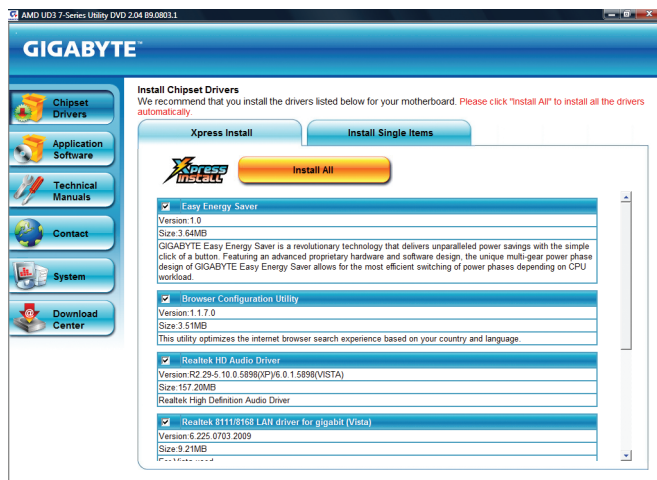 AMD UD3 7-Series Utility DVD 2.04 B9.0803.1
GIGABYTE™
Chipset
Drivers
Application
Software
Technical
Manuals
Contact
System
Download
Center
Install Chipset Drivers
We recommend that you install the drivers listed below for your motherboard. Please click "Install All" to install all the drivers
automatically.
Xpress Install
Install Single Items
Xpress
Install
Install All
Easy Energy Saver
Version:1.0
Size:3.64MB
GIGABYTE Easy Energy Saver is a revolutionary technology that delivers unparalleled power savings with the simple
click of a button. Featuring an advanced proprietary hardware and software design, the unique multi-gear power phase
design of GIGABYTE Easy Energy Saver allows for the most efficient switching of power phases depending on CPU
workload.
Browser Configuration Utility
Version:1.1.7.0
Size:3.51MB
This utility optimizes the internet browser search experience based on your country and language.
Realtek HD Audio Driver
Version:R2.29-5.10.0.5898(XP)/6.0.1.5898(VISTA)
Size:157.20MB
Realtek High Definition Audio Driver
Realtek 8111/8168 LAN driver for gigabit (Vista)
Version:6.225.0703.2009
Size:9.21MB